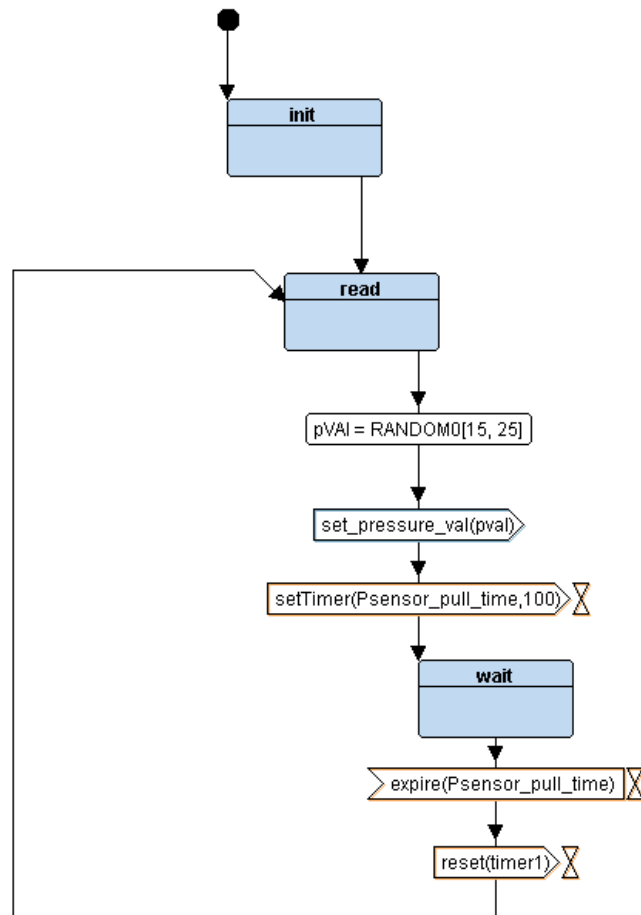 init
read
pVAl = RANDOM0[15, 25]
set_pressure_val(pval)
setTimer(Psensor_pull_time,100)
wait
expire(Psensor_pull_time)
reset(timer1)